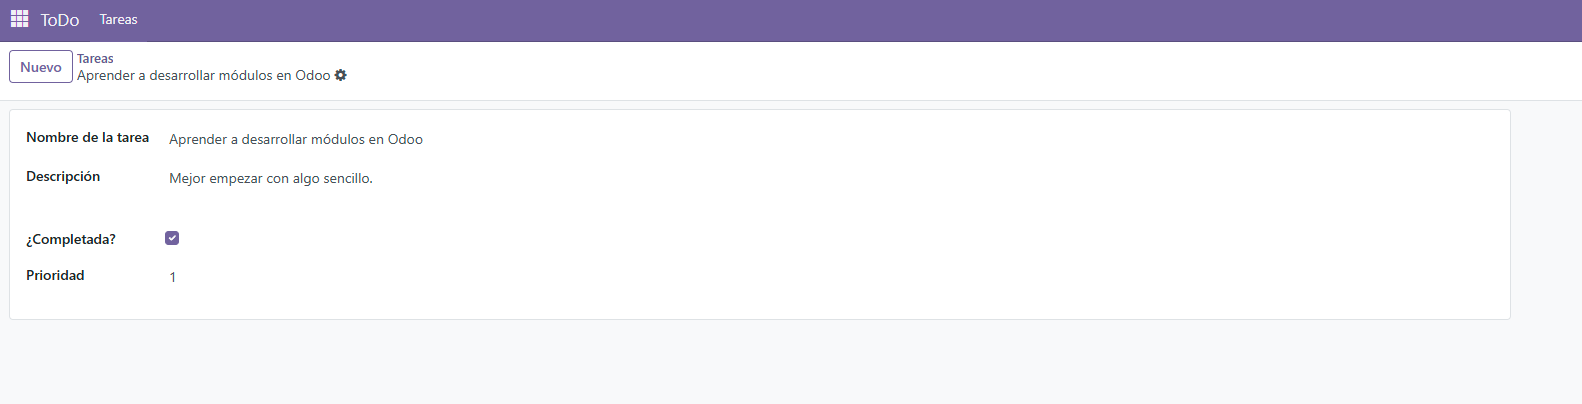 ToDo Tareas
Nuevo
Tareas
Aprender a desarrollar módulos en Odoo
Nombre de la tarea Aprender a desarrollar módulos en Odoo
Descripción Mejor empezar con algo sencillo.
¿Completada?
Prioridad 1